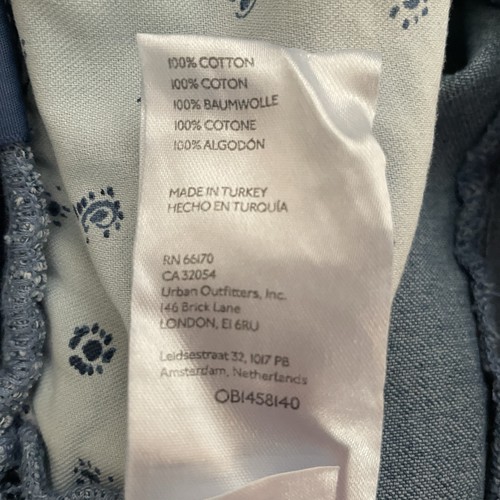 100% COTTON
100% COTON
100% BAUMWOLLE
100% COTONE
100% ALGODÓN
MADE IN TURKEY
HECHO EN TURQUÍA
RN 66170
CA 32054
Urban Outfitters, Inc.
146 Brick Lane
LONDON, E1 6RU
Leidsestraat 32, 1017 PB
Amsterdam, Netherlands
OB1458140